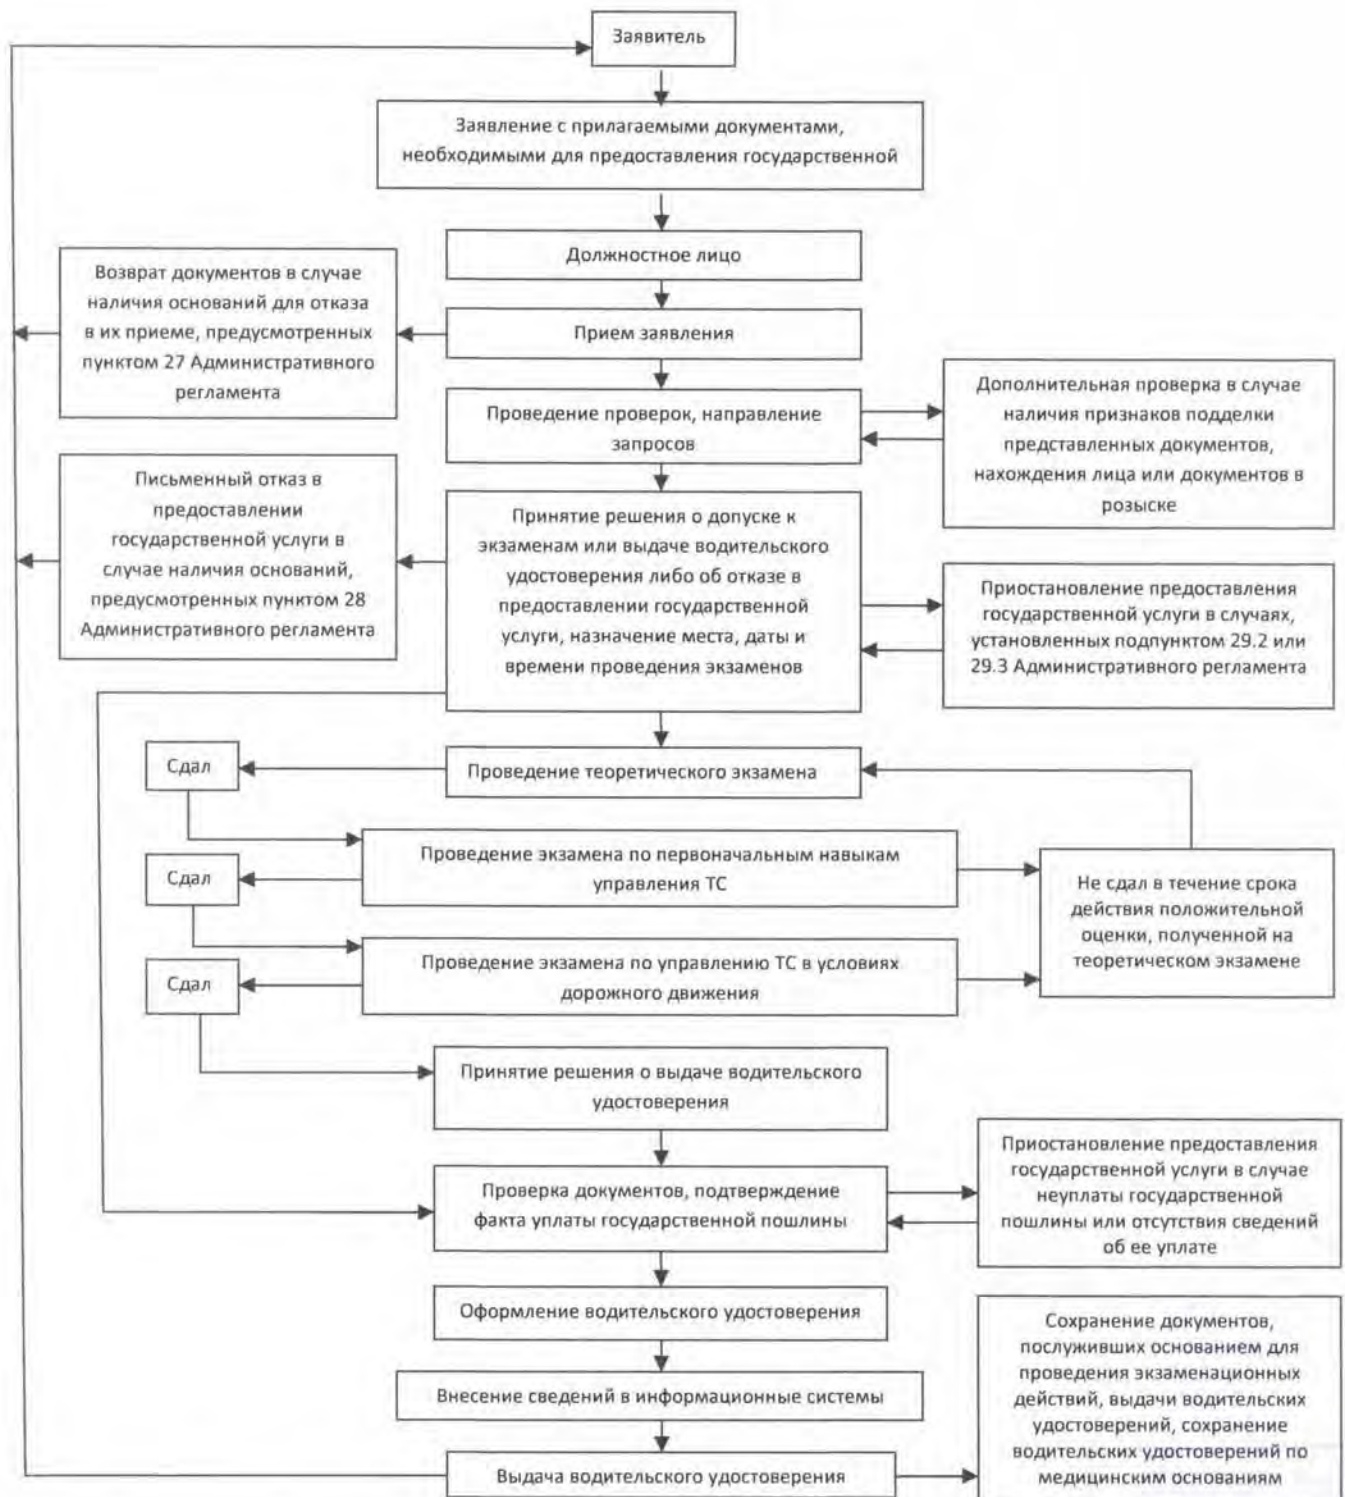 Заявитель
Заявление с прилагаемыми документами,
необходимыми для предоставления государственной
Должностное лицо
Возврат документов в случае
наличия оснований для отказа
в их приеме, предусмотренных
пунктом 27 Административного
регламента
Прием заявления
Проведение проверок, направление
запросов
Дополнительная проверка в случае
наличия признаков подделки
представленных документов,
нахождения лица или документов в
розыске
Письменный отказ в
предоставлении
государственной услуги в
случае наличия оснований,
предусмотренных пунктом 28
Административного регламента
Принятие решения о допуске к
экзаменам или выдаче водительского
удостоверения либо об отказе в
предоставлении государственной
услуги, назначение места, даты и
времени проведения экзаменов
Приостановление предоставления
государственной услуги в случаях,
установленных подпунктом 29.2 или
29.3 Административного регламента
Сдал
Проведение теоретического экзамена
Проведение экзамена по первоначальным навыкам
управления ТС
Сдал
Не сдал в течение срока
действия положительной
оценки, полученной на
теоретическом экзамене
Проведение экзамена по управлению ТС в условиях
дорожного движения
Сдал
Принятие решения о выдаче водительского
удостоверения
Проверка документов, подтверждение
факта уплаты государственной пошлины
Приостановление предоставления
государственной услуги в случае
неуплаты государственной
пошлины или отсутствия сведений
об ее уплате
Оформление водительского удостоверения
Внесение сведений в информационные системы
Выдача водительского удостоверения
Сохранение документов,
послуживших основанием для
проведения экзаменационных
действий, выдачи водительских
удостоверений, сохранение
водительских удостоверений по
медицинским основаниям